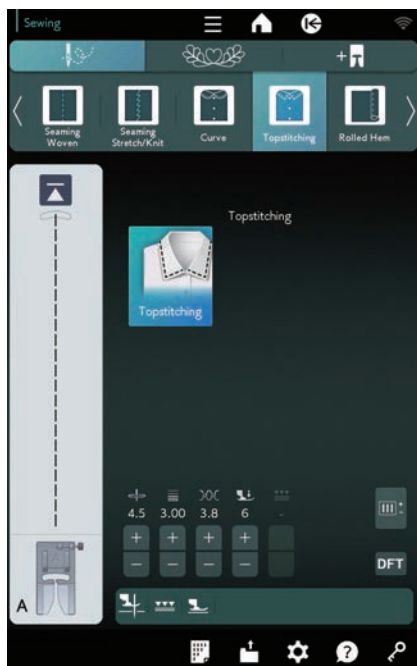 Sewing
Seaming
Woven
Seaming
Stretch/Knit
Curve
Topstitching
Rolled Hem
Topstitching
Topstitching
4.5 3.00 3.8 6 -
+ + +
− − −
DFT
A